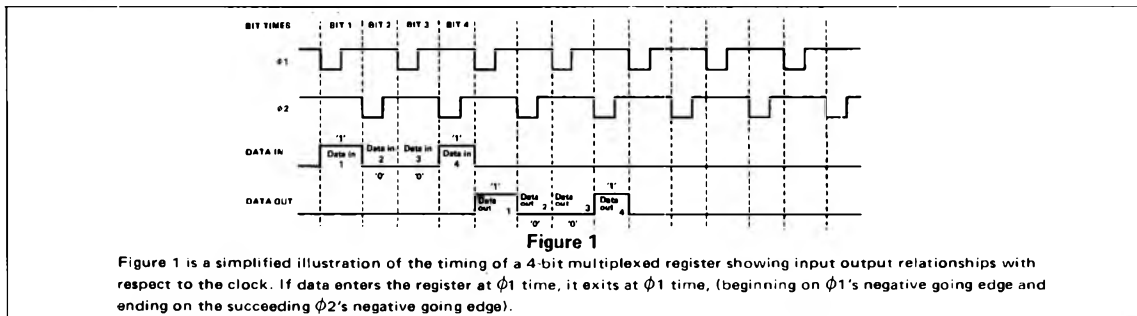 BIT TIMES BIT 1 BIT 2 BIT 3 BIT 4
ϕ1
ϕ2
'1' '1'
DATA IN Data in 1 Data in 2 Data in 3 Data in 4
'0' '0'
'1' '1'
DATA OUT Data out 1 Data out 2 Data out 3 Data out 4
'0' '0'
Figure 1
Figure 1 is a simplified illustration of the timing of a 4-bit multiplexed register showing input output relationships with
respect to the clock. If data enters the register at ϕ1 time, it exits at ϕ1 time, (beginning on ϕ1's negative going edge and
ending on the succeeding ϕ2's negative going edge).